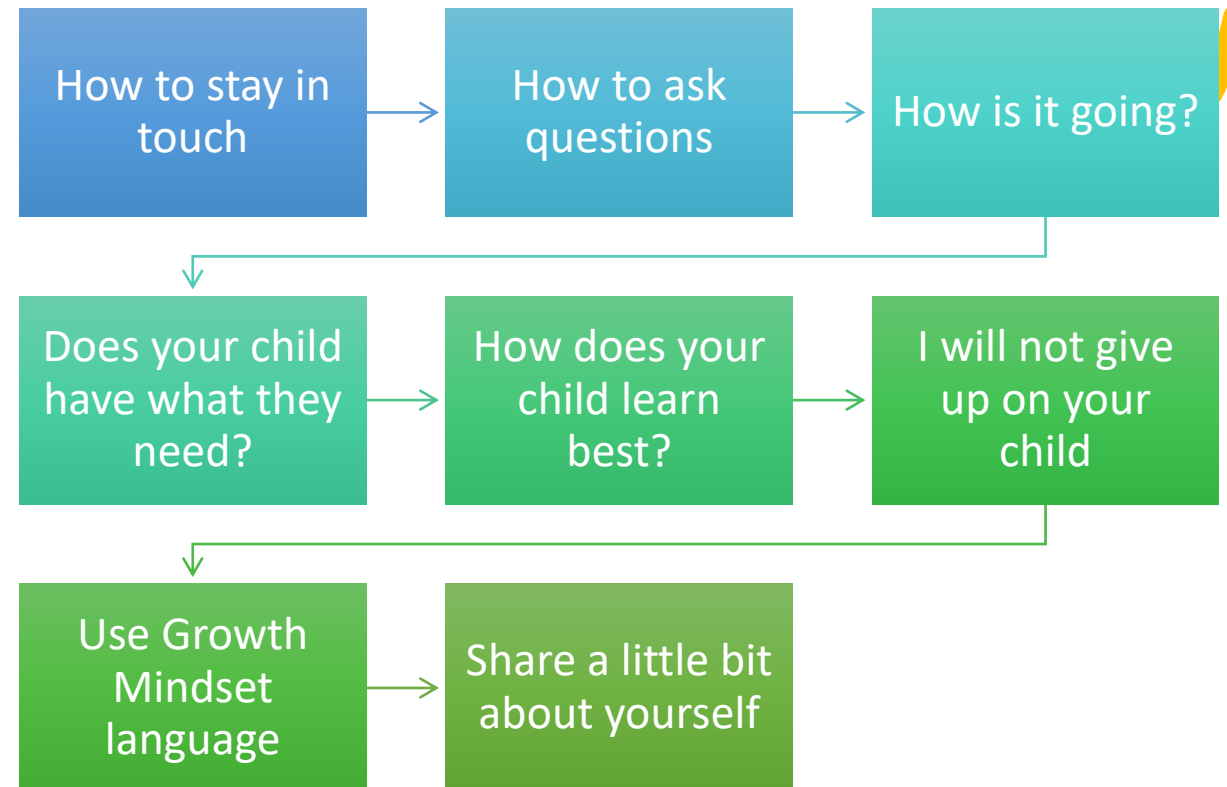 How to stay in
touch
How to ask
questions
How is it going?
Does your child
have what they
need?
How does your
child learn
best?
I will not give
up on your
child
Use Growth
Mindset
language
Share a little bit
about yourself